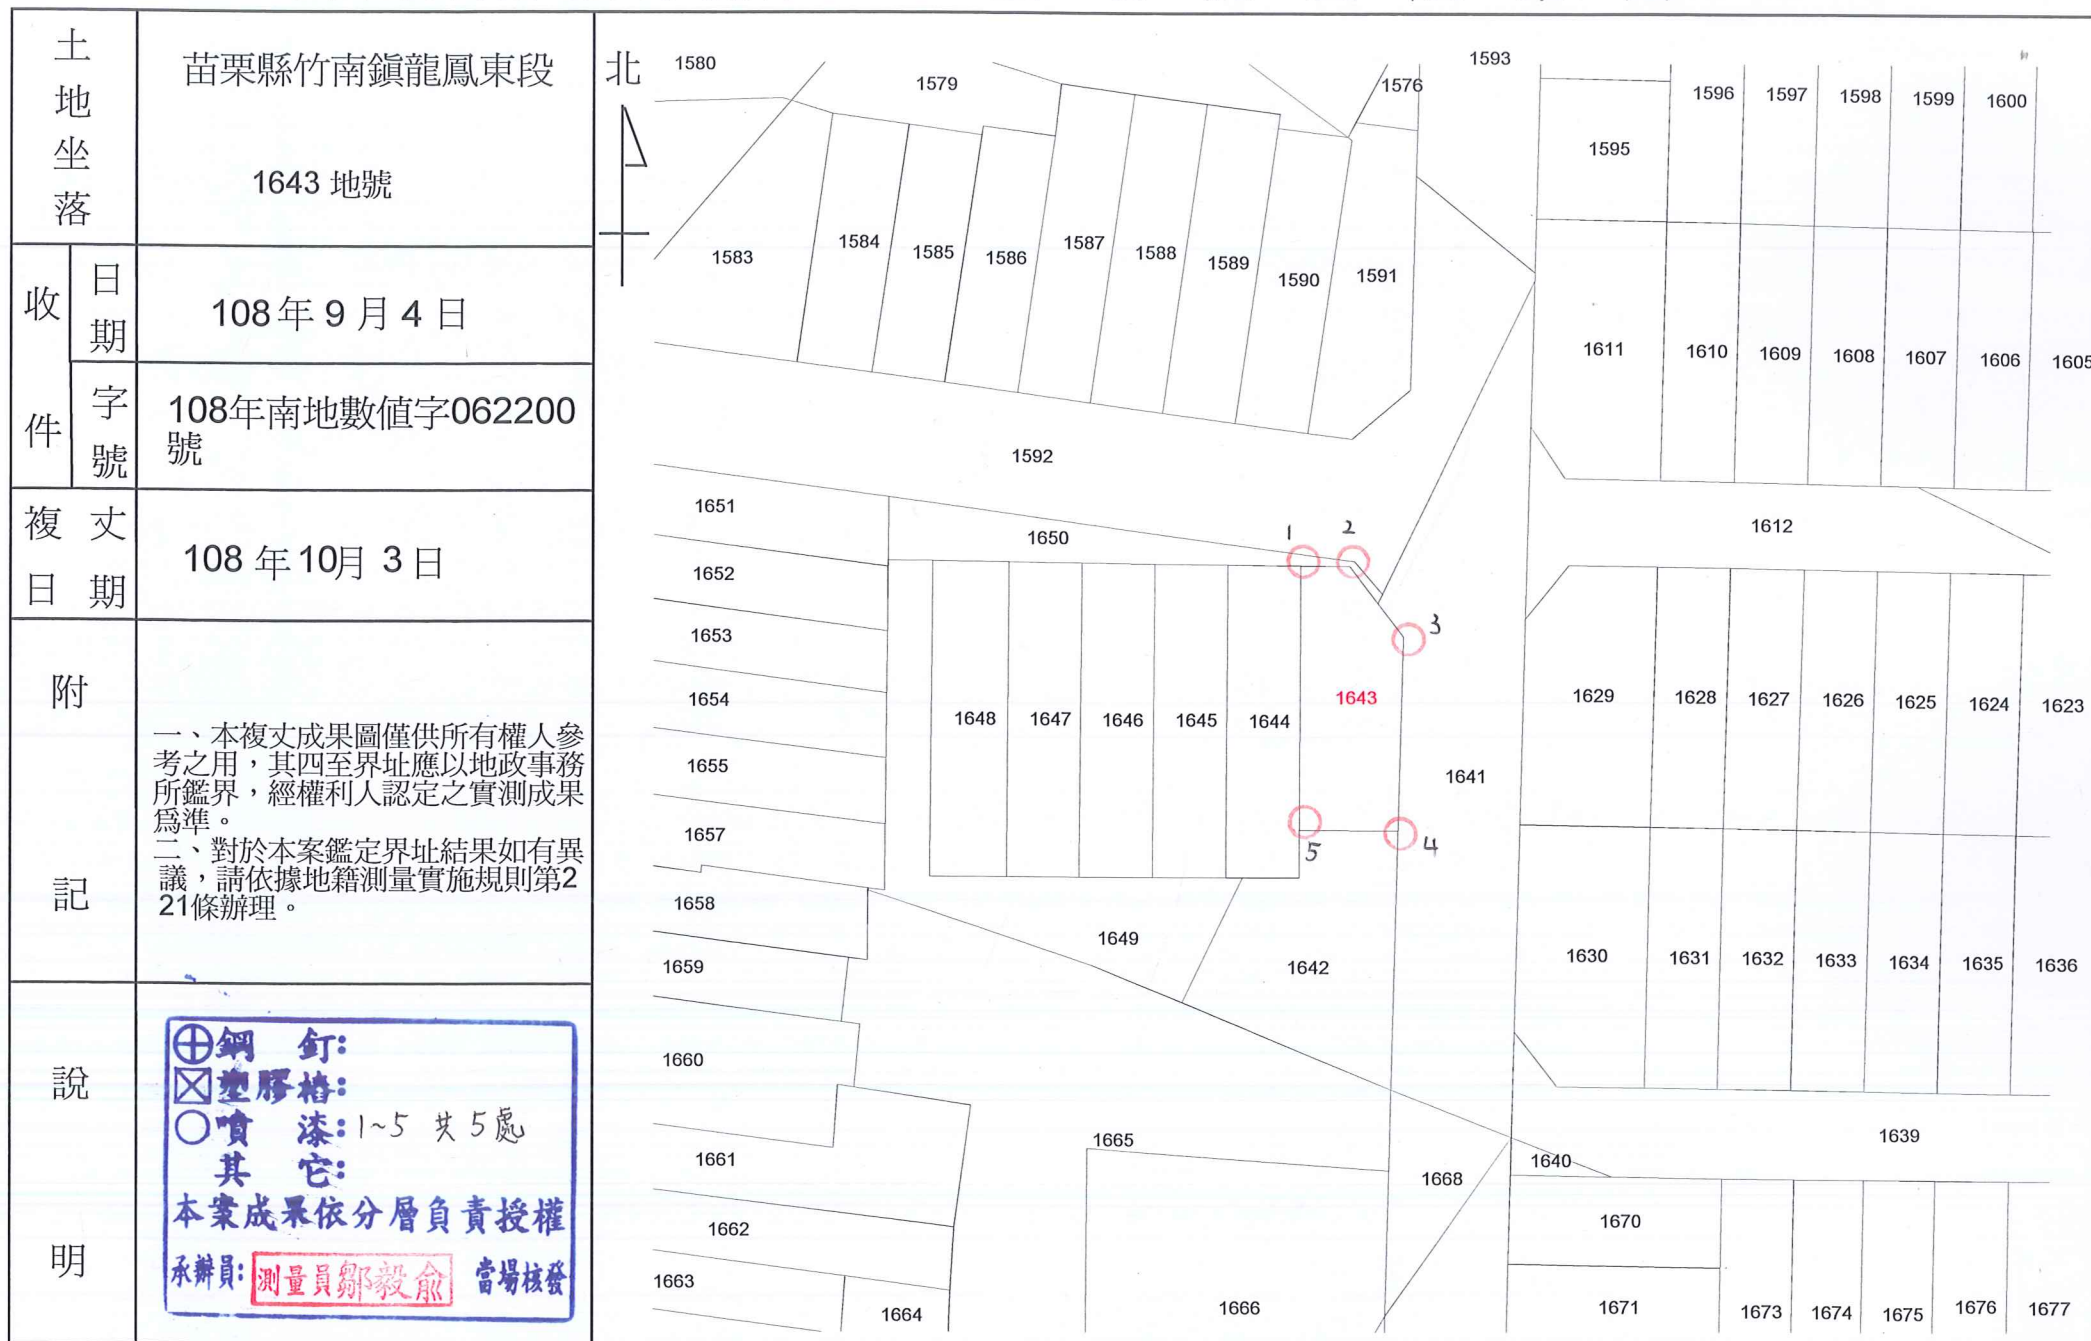 土地坐落
苗栗縣竹南鎮龍鳳東段
1643 地號
收件
日期
108年 9 月 4 日
字號
108年南地數值字062200
號
複丈
日期
108 年10月 3 日
附記
一、本複丈成果圖僅供所有權人參
考之用,其四至界址應以地政事務
所鑑界,經權利人認定之實測成果
爲準。
二、對於本案鑑定界址結果如有異
議,請依據地籍測量實施規則第2
21條辦理。
說明
鋼釘:
塑膠樁:
噴漆: 1~5 共5處
其它:
本案成果依分層負責授權
承辦員: 測量員鄒毅俞 當場核發
北
1580
1579
1576
1593
1596
1597
1598
1599
1600
1595
1583
1584
1585
1586
1587
1588
1589
1590
1591
1611
1610
1609
1608
1607
1606
1605
1592
1612
1651
1650
1
2
1652
1653
3
1654
1648
1647
1646
1645
1644
1643
1629
1628
1627
1626
1625
1624
1623
1655
1641
1657
5
4
1658
1649
1642
1659
1630
1631
1632
1633
1634
1635
1636
1660
1665
1639
1661
1640
1668
1662
1670
1663
1664
1666
1671
1673
1674
1675
1676
1677